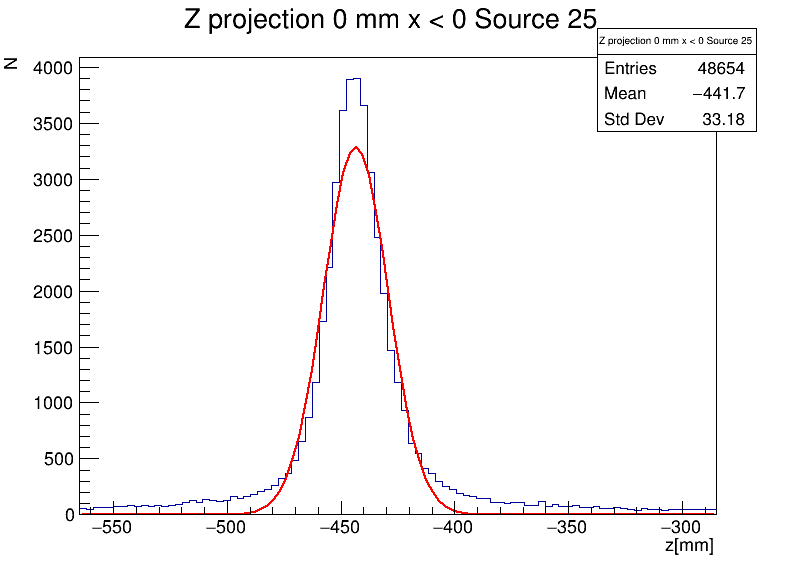 Z projection 0 mm x < 0 Source 25
Z projection 0 mm x < 0 Source 25
Entries 48654
Mean −441.7
Std Dev 33.18
N
4000
3500
3000
2500
2000
1500
1000
500
0
−550 −500 −450 −400 −350 −300
z[mm]